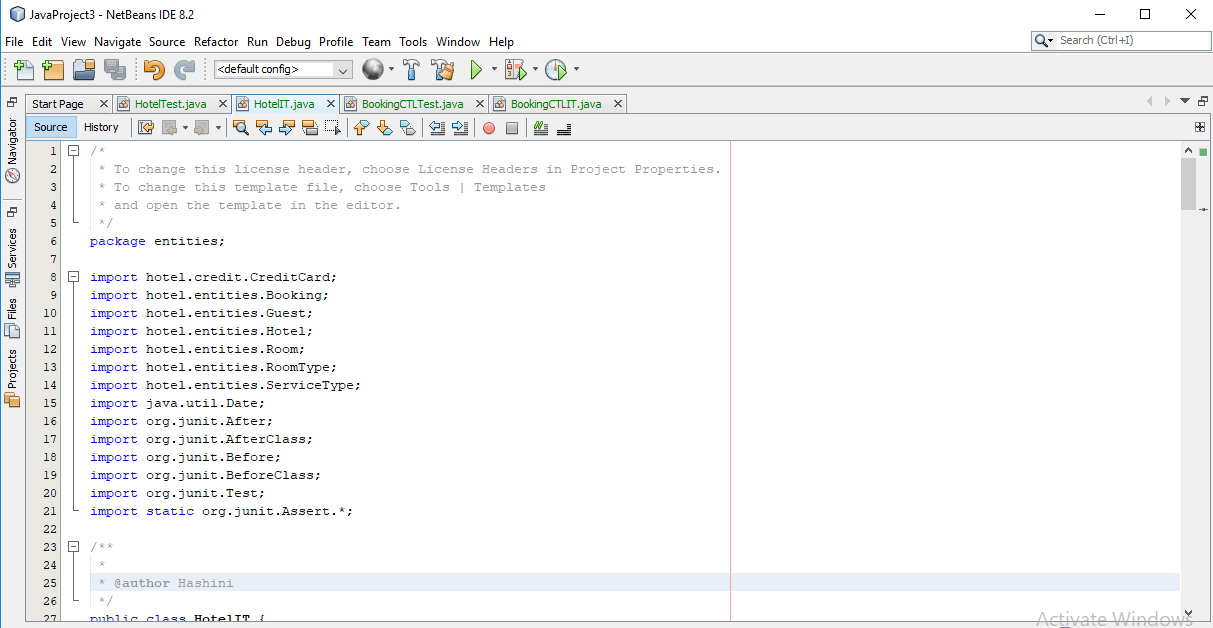 JavaProject3 - NetBeans IDE 8.2
File Edit View Navigate Source Refactor Run Debug Profile Team Tools Window Help
Search (Ctrl+I)
<default config>
Start Page HotelTest.java HotelIT.java BookingCTLTest.java BookingCTLIT.java
Source History
Navigator
Services
Files
Projects
1 /*
2 * To change this license header, choose License Headers in Project Properties.
3 * To change this template file, choose Tools | Templates
4 * and open the template in the editor.
5 */
6 package entities;
7
8 import hotel.credit.CreditCard;
9 import hotel.entities.Booking;
10 import hotel.entities.Guest;
11 import hotel.entities.Hotel;
12 import hotel.entities.Room;
13 import hotel.entities.RoomType;
14 import hotel.entities.ServiceType;
15 import java.util.Date;
16 import org.junit.After;
17 import org.junit.AfterClass;
18 import org.junit.Before;
19 import org.junit.BeforeClass;
20 import org.junit.Test;
21 import static org.junit.Assert.*;
22
23 /**
24 *
25 * @author Hashini
26 */
27 public class HotelIT {
Activate Windows